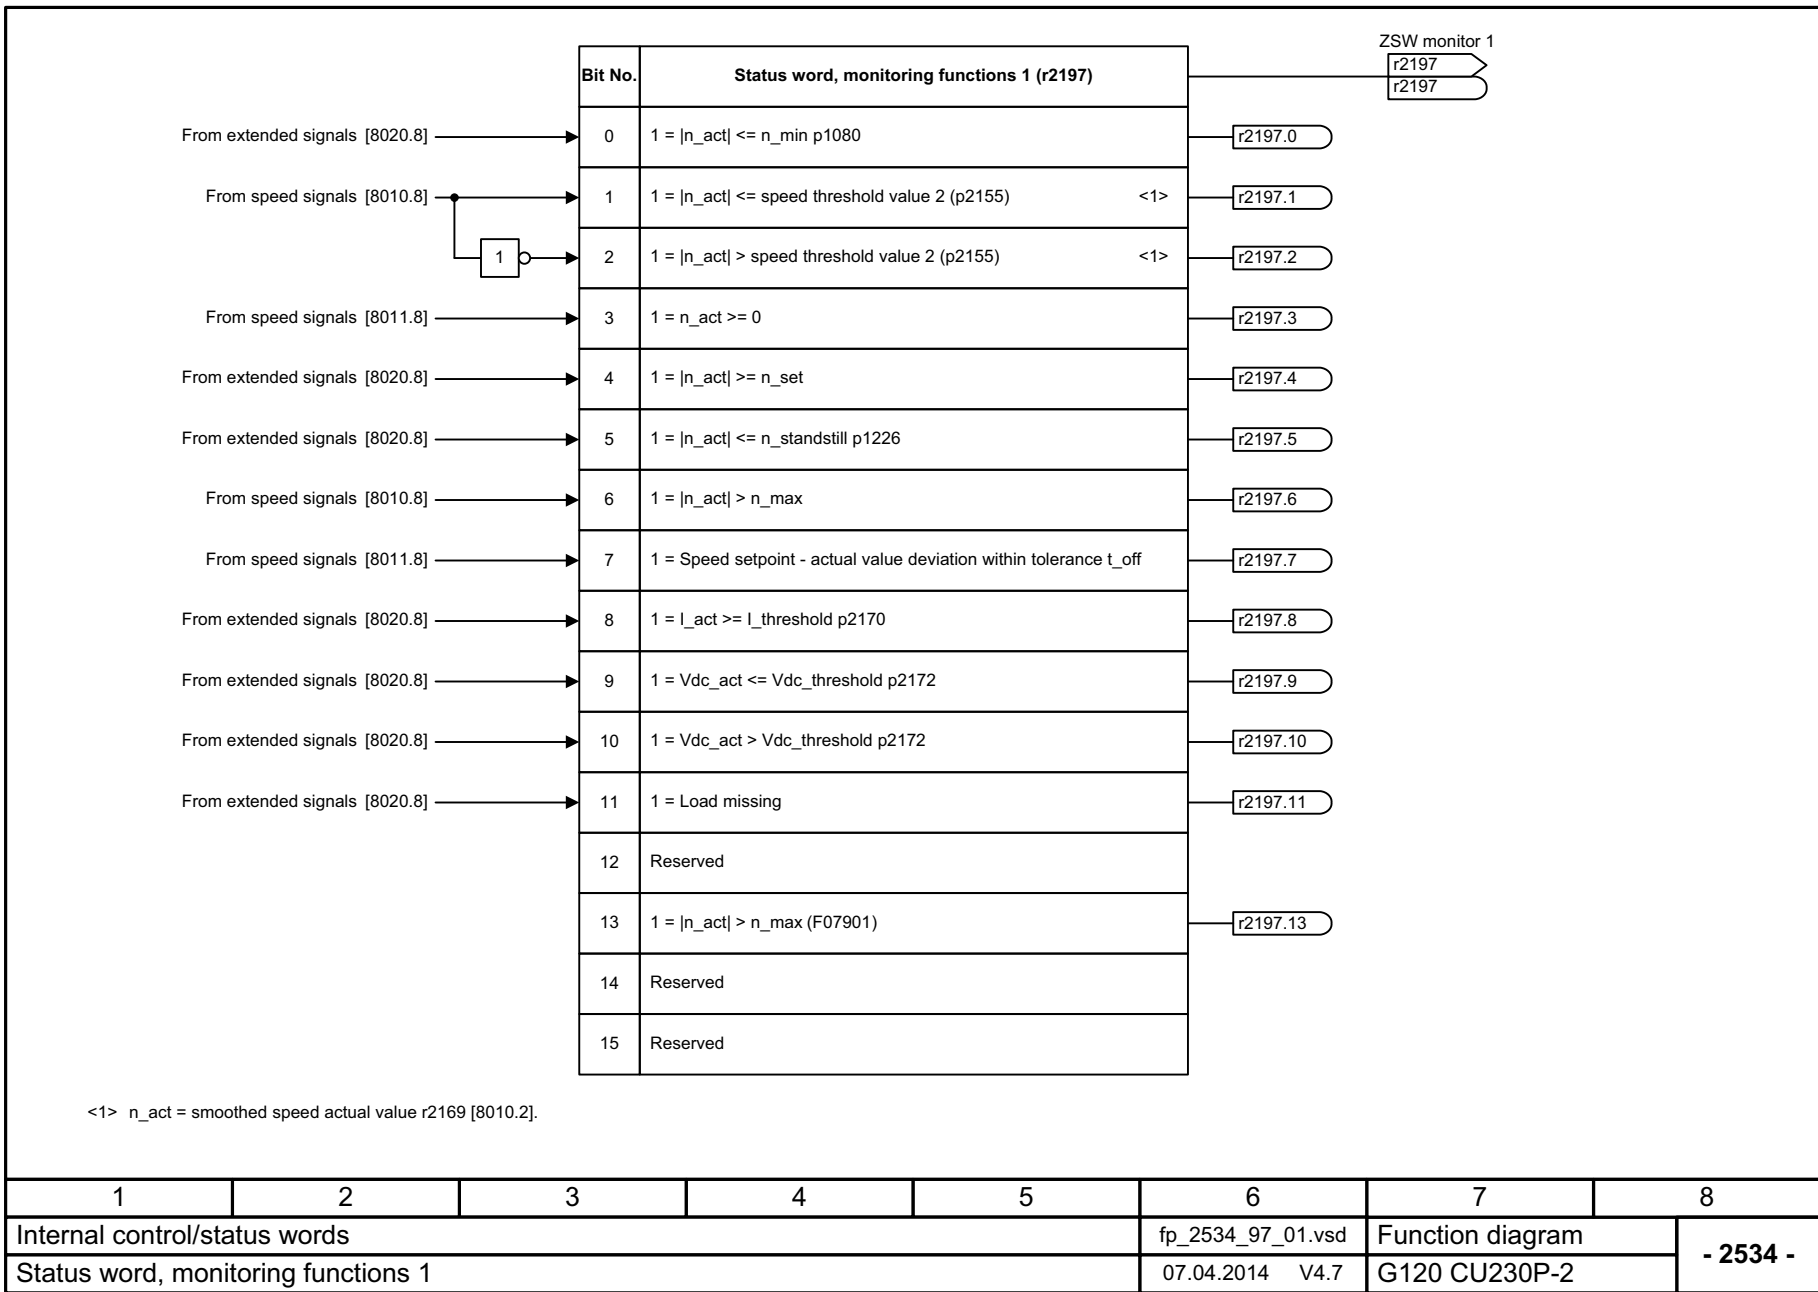 ZSW monitor 1
Bit No. Status word, monitoring functions 1 (r2197) r2197
r2197
From extended signals [8020.8] 0 1 = |n_act| <= n_min p1080 r2197.0
From speed signals [8010.8] 1 1 = |n_act| <= speed threshold value 2 (p2155) <1> r2197.1
1 2 1 = |n_act| > speed threshold value 2 (p2155) <1> r2197.2
From speed signals [8011.8] 3 1 = n_act >= 0 r2197.3
From extended signals [8020.8] 4 1 = |n_act| >= n_set r2197.4
From extended signals [8020.8] 5 1 = |n_act| <= n_standstill p1226 r2197.5
From speed signals [8010.8] 6 1 = |n_act| > n_max r2197.6
From speed signals [8011.8] 7 1 = Speed setpoint - actual value deviation within tolerance t_off r2197.7
From extended signals [8020.8] 8 1 = I_act >= I_threshold p2170 r2197.8
From extended signals [8020.8] 9 1 = Vdc_act <= Vdc_threshold p2172 r2197.9
From extended signals [8020.8] 10 1 = Vdc_act > Vdc_threshold p2172 r2197.10
From extended signals [8020.8] 11 1 = Load missing r2197.11
12 Reserved
13 1 = |n_act| > n_max (F07901) r2197.13
14 Reserved
15 Reserved
<1> n_act = smoothed speed actual value r2169 [8010.2].
1 2 3 4 5 6 7 8
Internal control/status words fp_2534_97_01.vsd Function diagram - 2534 -
Status word, monitoring functions 1 07.04.2014 V4.7 G120 CU230P-2